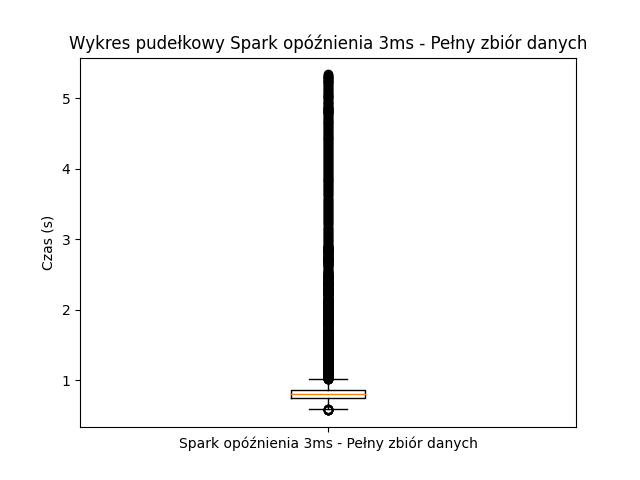 Wykres pudełkowy Spark opóźnienia 3ms - Pełny zbiór danych
5
4
3
2
1
Czas (s)
Spark opóźnienia 3ms - Pełny zbiór danych